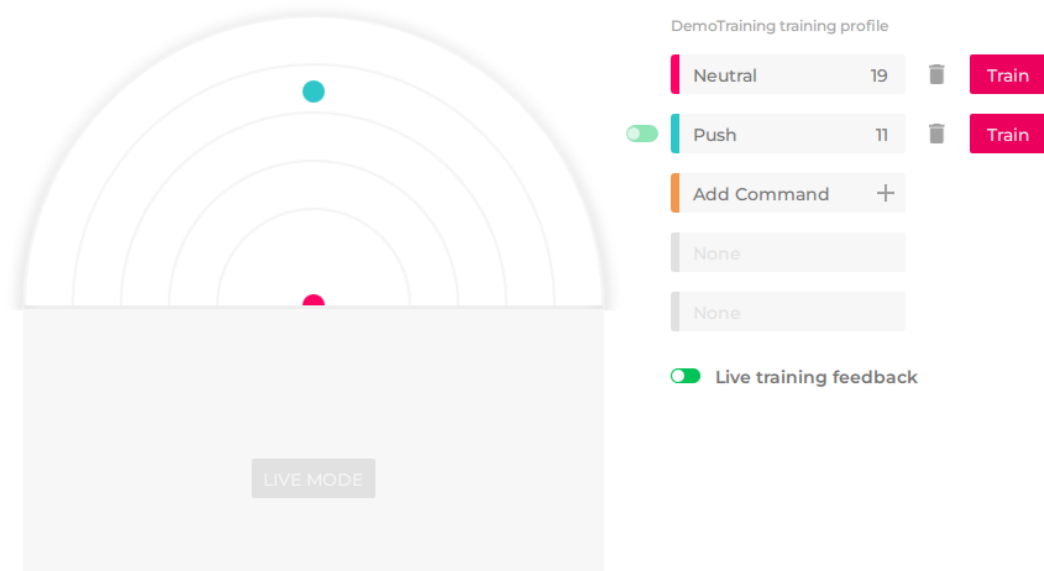 DemoTraining training profile
Neutral 19 Train
Push 11 Train
Add Command +
None
None
Live training feedback
LIVE MODE